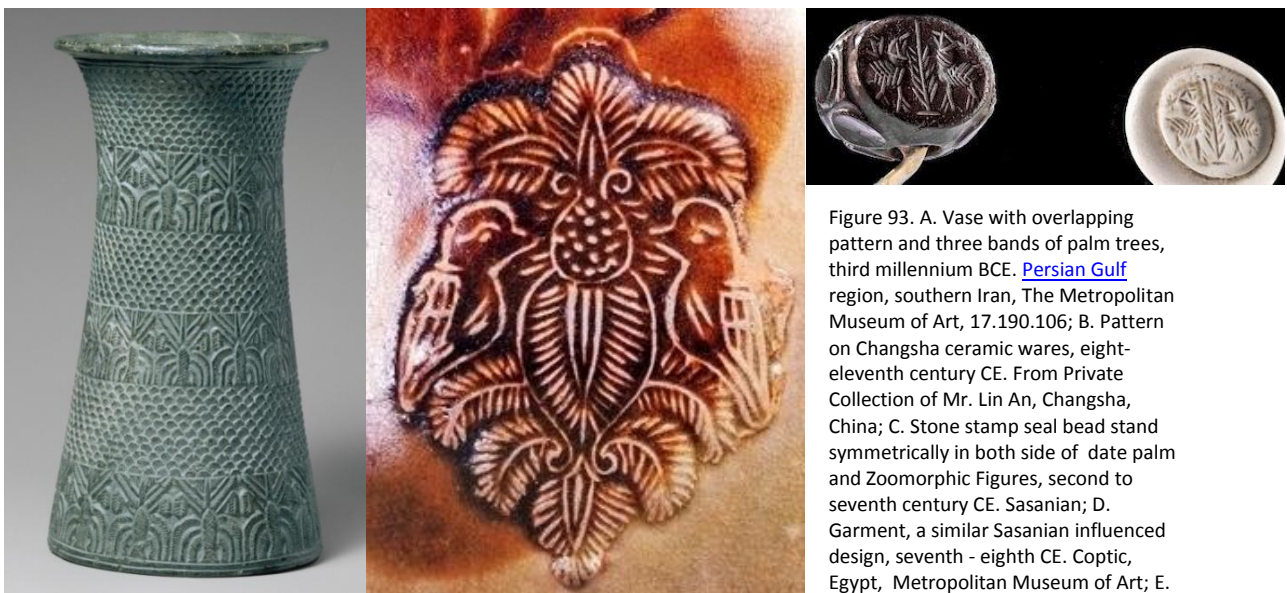 Figure 93. A. Vase with overlapping
pattern and three bands of palm trees,
third millennium BCE. Persian Gulf
region, southern Iran, The Metropolitan
Museum of Art, 17.190.106; B. Pattern
on Changsha ceramic wares, eight-
eleventh century CE. From Private
Collection of Mr. Lin An, Changsha,
China; C. Stone stamp seal bead stand
symmetrically in both side of date palm
and Zoomorphic Figures, second to
seventh century CE. Sasanian; D.
Garment, a similar Sasanian influenced
design, seventh - eighth CE. Coptic,
Egypt, Metropolitan Museum of Art; E.